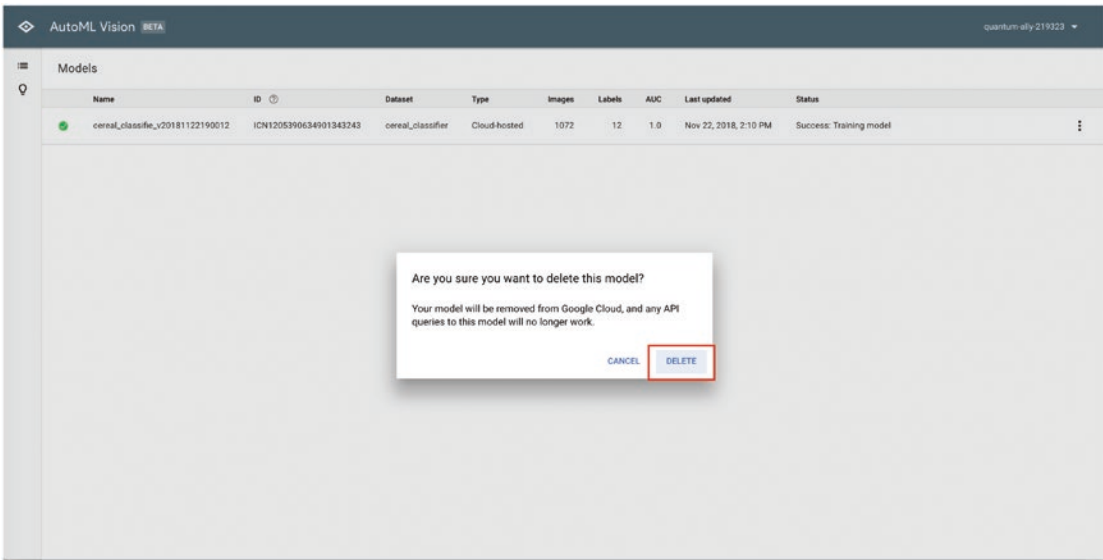 AutoML Vision BETA
quantum-ally-219323
Models
Name ID Dataset Type Images Labels AUC Last updated Status
cereal_classifie_v20181122190012 ICN1205390634901343243 cereal_classifier Cloud-hosted 1072 12 1.0 Nov 22, 2018, 2:10 PM Success: Training model
Are you sure you want to delete this model?
Your model will be removed from Google Cloud, and any API
queries to this model will no longer work.
CANCEL DELETE